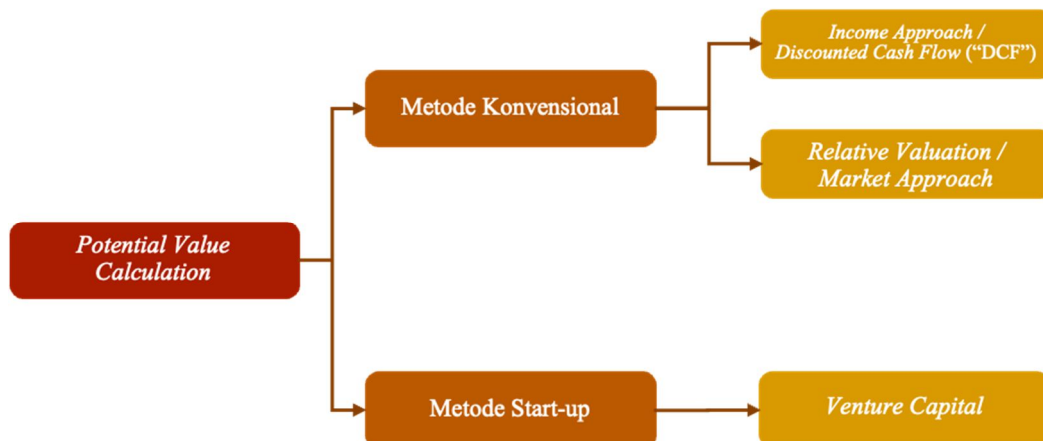 Income Approach /
Discounted Cash Flow (“DCF”)
Metode Konvensional
Relative Valuation /
Market Approach
Potential Value
Calculation
Metode Start-up
Venture Capital